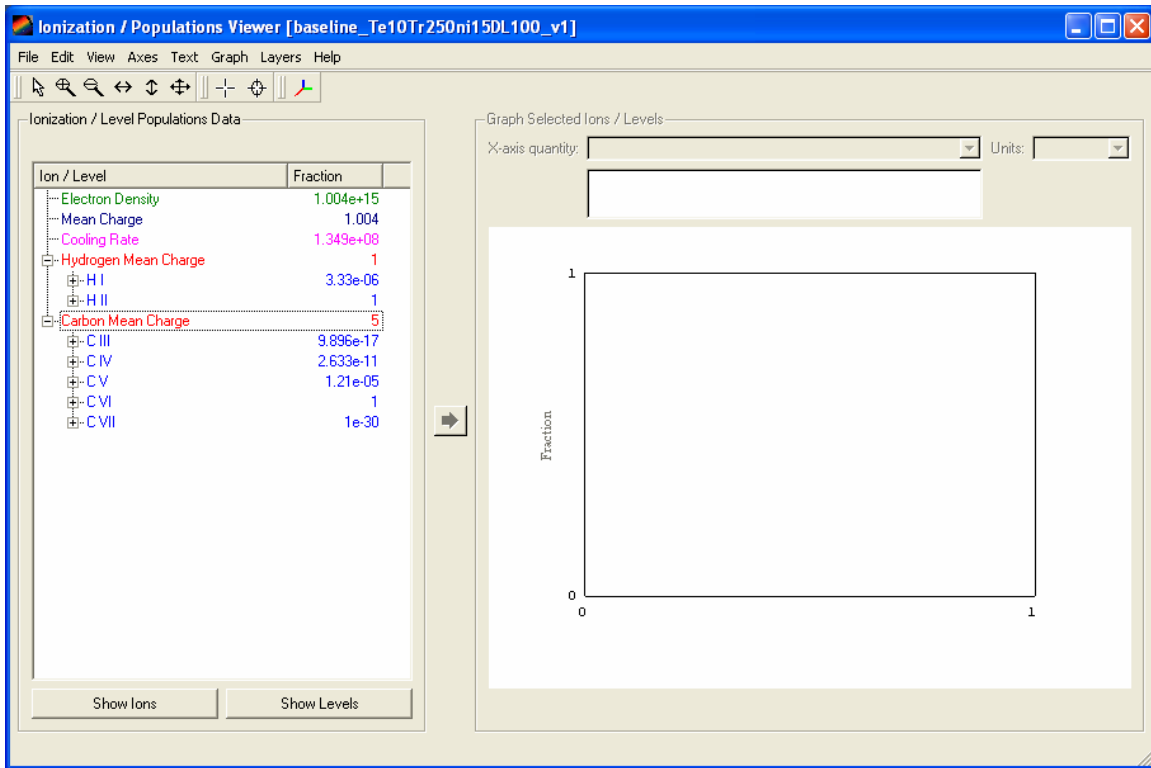 Ionization / Populations Viewer [baseline_Te10Tr250ni15DL100_v1]
File Edit View Axes Text Graph Layers Help
Ionization / Level Populations Data
Ion / Level Fraction
Electron Density 1.004e+15
Mean Charge 1.004
Cooling Rate 1.349e+08
Hydrogen Mean Charge 1
H I 3.33e-06
H II 1
Carbon Mean Charge 5
C III 9.896e-17
C IV 2.633e-11
C V 1.21e-05
C VI 1
C VII 1e-30
Show Ions Show Levels
Graph Selected Ions / Levels
X-axis quantity: Units:
1
Fraction
0
0 1